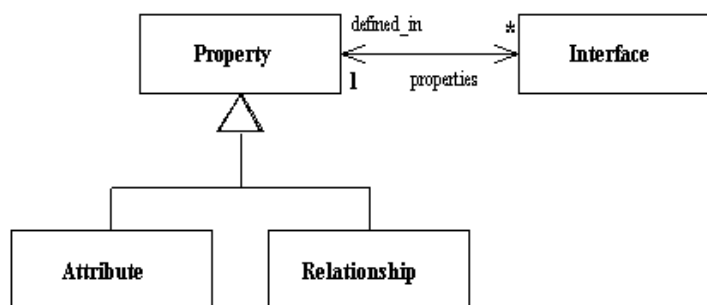 defined_in
*
Property
Interface
1
properties
Attribute
Relationship